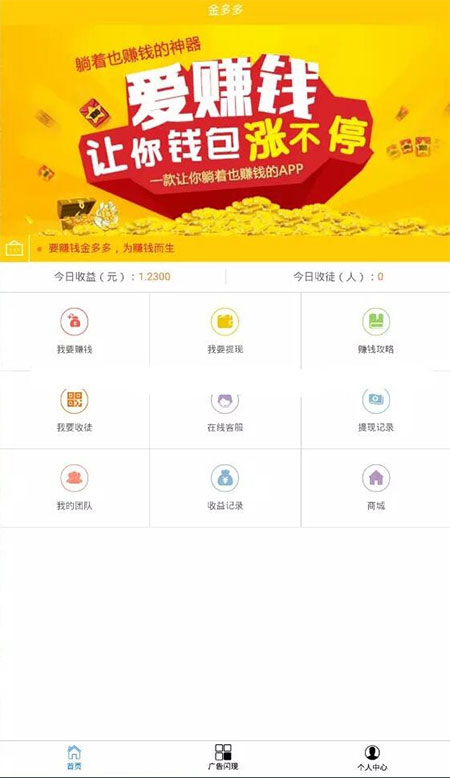 金多多
躺着也赚钱的神器
爱赚钱
让你钱包涨不停
一款让你躺着也赚钱的APP
要赚钱金多多，为赚钱而生
今日收益（元）：1.2300
今日收徒（人）：0
我要赚钱
我要提现
赚钱攻略
我要收徒
在线客服
提现记录
我的团队
收益记录
商城
首页
广告闪现
个人中心